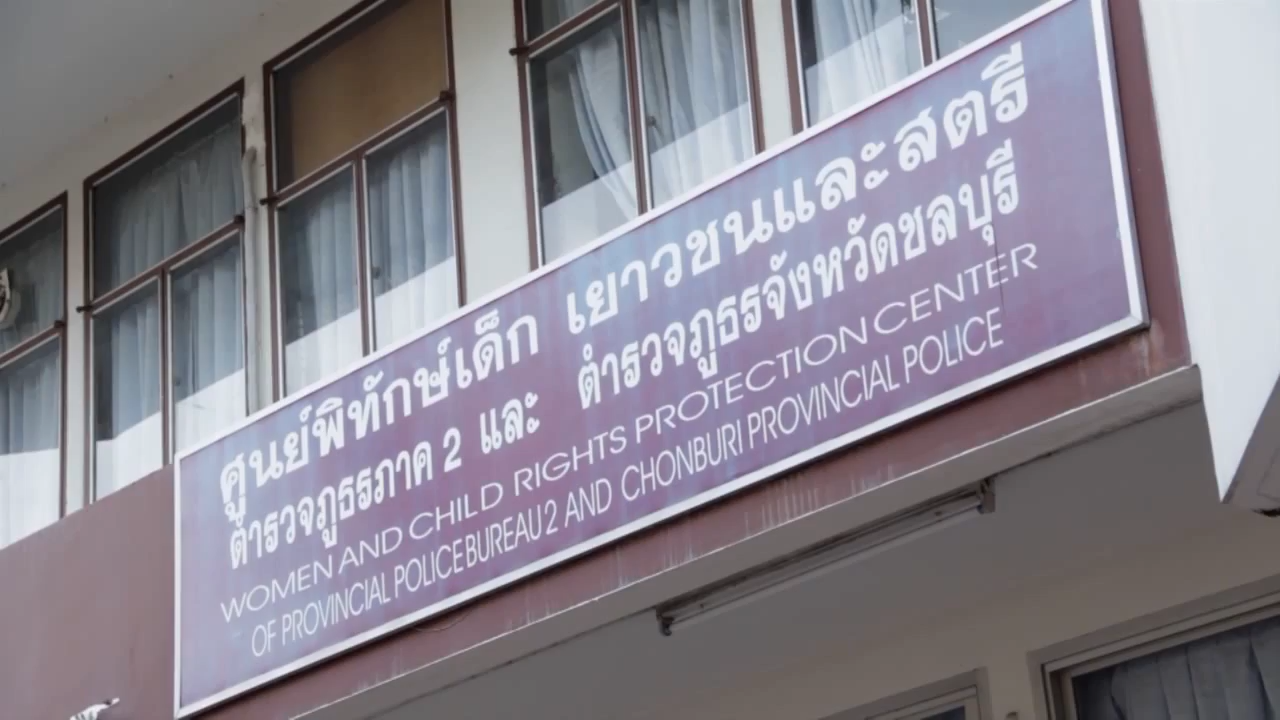 ศูนย์พิทักษ์เด็ก เยาวชนและสตรี
ตำรวจภูธรภาค 2 และ ตำรวจภูธรจังหวัดชลบุรี
WOMEN AND CHILD RIGHTS PROTECTION CENTER
OF PROVINCIAL POLICE BUREAU 2 AND CHONBURI PROVINCIAL POLICE